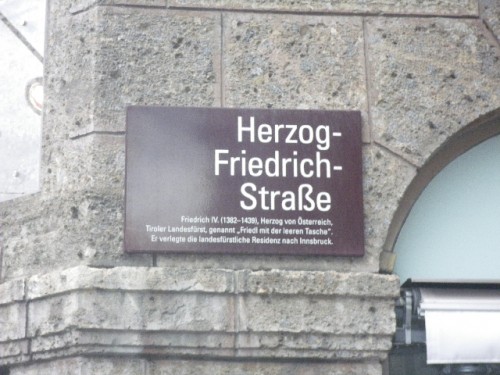 Herzog-
Friedrich-
Straße
Friedrich IV. (1382–1439), Herzog von Österreich,
Tiroler Landesfürst, genannt „Friedl mit der leeren Tasche“.
Er verlegte die landesfürstliche Residenz nach Innsbruck.